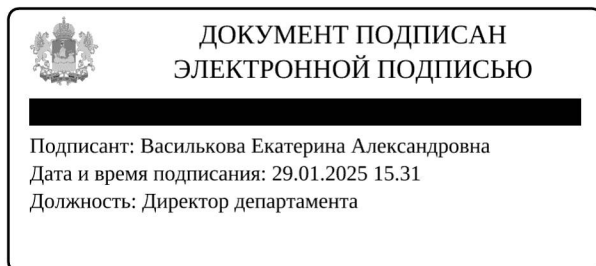 ДОКУМЕНТ ПОДПИСАН
ЭЛЕКТРОННОЙ ПОДПИСЬЮ
Подписант: Василькова Екатерина Александровна
Дата и время подписания: 29.01.2025 15.31
Должность: Директор департамента